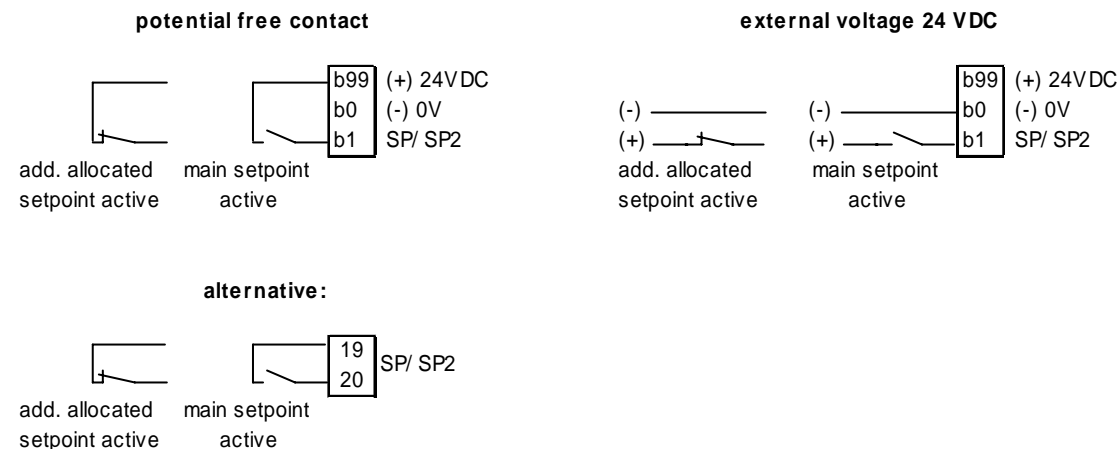 potential free contact
b99 (+) 24VDC
b0 (-) 0V
b1 SP/ SP2
add. allocated main setpoint
setpoint active active
external voltage 24 VDC
b99 (+) 24VDC
(-) (-) b0 (-) 0V
(+) (+) b1 SP/ SP2
add. allocated main setpoint
setpoint active active
alternative:
19
SP/ SP2
20
add. allocated main setpoint
setpoint active active